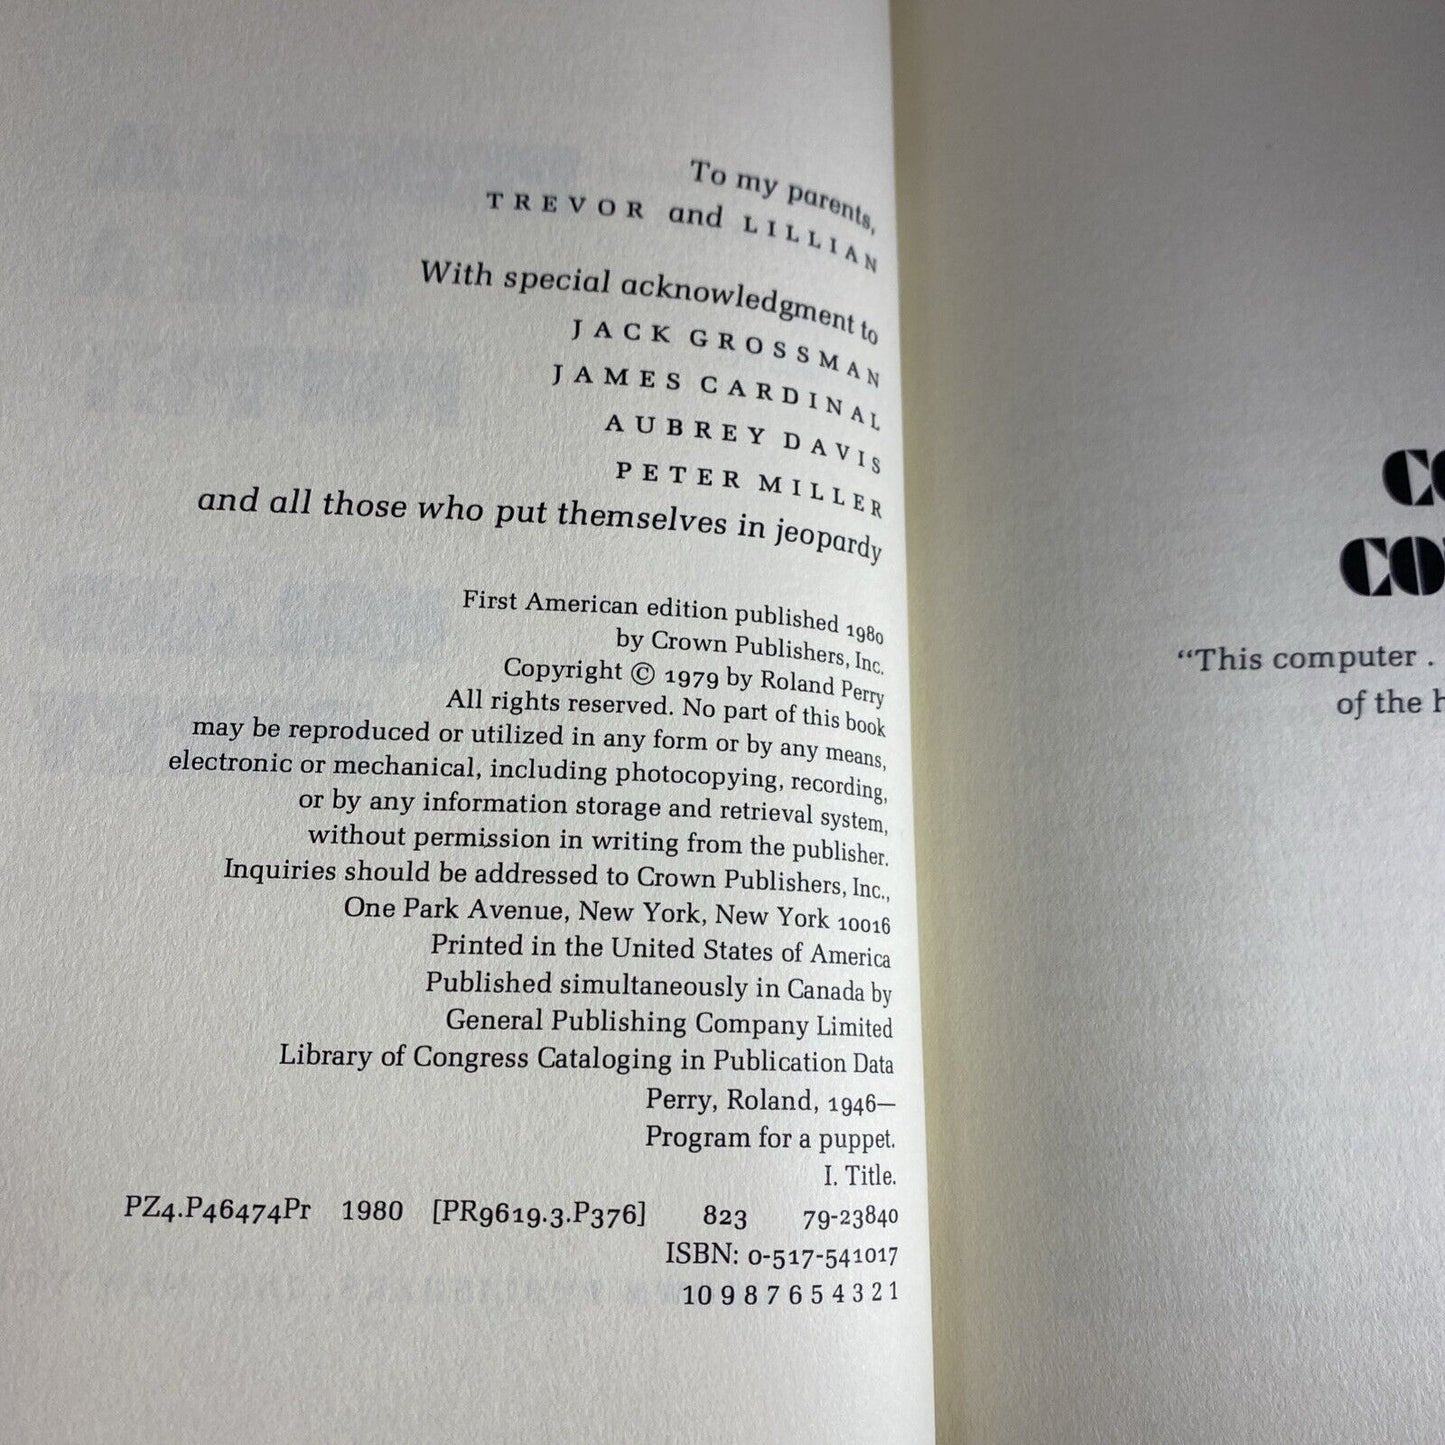 To my parents,
TREVOR and LILLIAN
With special acknowledgment to
JACK GROSSMAN
JAMES CARDINAL
AUBREY DAVIS
PETER MILLER
and all those who put themselves in jeopardy
First American edition published 1980
by Crown Publishers, Inc.
Copyright © 1979 by Roland Perry
All rights reserved. No part of this book
may be reproduced or utilized in any form or by any means,
electronic or mechanical, including photocopying, recording,
or by any information storage and retrieval system,
without permission in writing from the publisher.
Inquiries should be addressed to Crown Publishers, Inc.,
One Park Avenue, New York, New York 10016
Printed in the United States of America
Published simultaneously in Canada by
General Publishing Company Limited
Library of Congress Cataloging in Publication Data
Perry, Roland, 1946—
Program for a puppet.
I. Title.
PZ4.P46474Pr 1980 [PR9619.3.P376] 823 79-23840
ISBN: 0-517-541017
10 9 8 7 6 5 4 3 2 1
“This computer .
of the